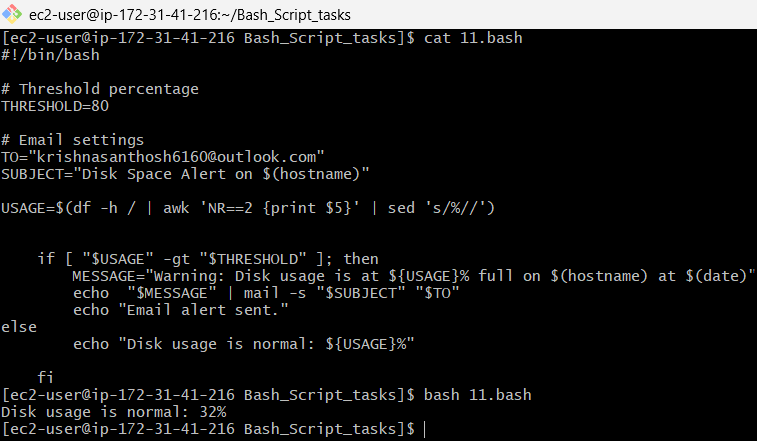 ec2-user@ip-172-31-41-216:~/Bash_Script_tasks
[ec2-user@ip-172-31-41-216 Bash_Script_tasks]$ cat 11.bash
#!/bin/bash
# Threshold percentage
THRESHOLD=80
# Email settings
TO="krishnasanthosh6160@outlook.com"
SUBJECT="Disk Space Alert on $(hostname)"
USAGE=$(df -h / | awk 'NR==2 {print $5}' | sed 's/%//')
    if [ "$USAGE" -gt "$THRESHOLD" ]; then
        MESSAGE="Warning: Disk usage is at ${USAGE}% full on $(hostname) at $(date)"
        echo  "$MESSAGE" | mail -s "$SUBJECT" "$TO"
        echo "Email alert sent."
else
        echo "Disk usage is normal: ${USAGE}%"
    fi
[ec2-user@ip-172-31-41-216 Bash_Script_tasks]$ bash 11.bash
Disk usage is normal: 32%
[ec2-user@ip-172-31-41-216 Bash_Script_tasks]$